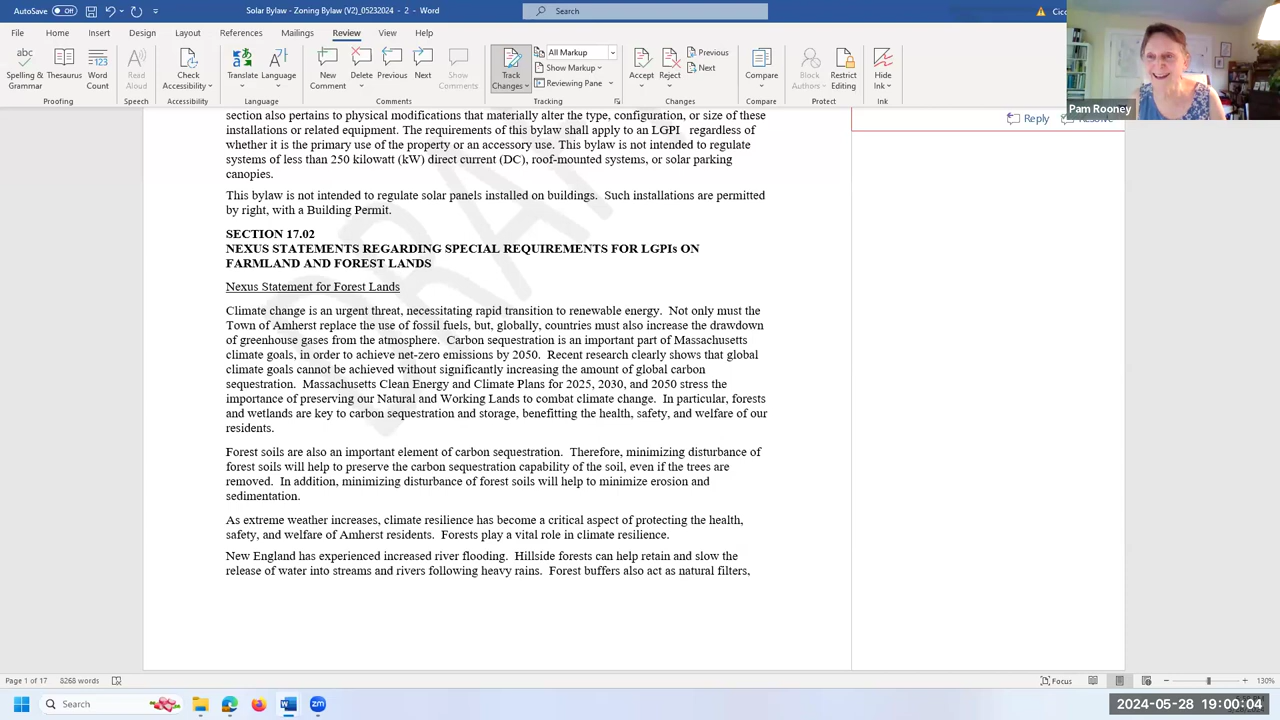 AutoSave Off Solar Bylaw - Zoning Bylaw (V2)_05232024 - 2 - Word Search
File Home Insert Design Layout References Mailings Review View Help
Spelling & Grammar Thesaurus Word Count Read Aloud Check Accessibility Translate Language New Comment Delete Previous Next Show Comments Track Changes All Markup Show Markup Reviewing Pane Accept Reject Previous Next Compare Block Authors Restrict Editing Hide Ink
Proofing Speech Accessibility Language Comments Tracking Changes Compare Protect Ink
Pam Rooney
Reply
section also pertains to physical modifications that materially alter the type, configuration, or size of these
installations or related equipment. The requirements of this bylaw shall apply to an LGPI regardless of
whether it is the primary use of the property or an accessory use. This bylaw is not intended to regulate
systems of less than 250 kilowatt (kW) direct current (DC), roof-mounted systems, or solar parking
canopies.
This bylaw is not intended to regulate solar panels installed on buildings. Such installations are permitted
by right, with a Building Permit.
SECTION 17.02
NEXUS STATEMENTS REGARDING SPECIAL REQUIREMENTS FOR LGPIs ON
FARMLAND AND FOREST LANDS
Nexus Statement for Forest Lands
Climate change is an urgent threat, necessitating rapid transition to renewable energy. Not only must the
Town of Amherst replace the use of fossil fuels, but, globally, countries must also increase the drawdown
of greenhouse gases from the atmosphere. Carbon sequestration is an important part of Massachusetts
climate goals, in order to achieve net-zero emissions by 2050. Recent research clearly shows that global
climate goals cannot be achieved without significantly increasing the amount of global carbon
sequestration. Massachusetts Clean Energy and Climate Plans for 2025, 2030, and 2050 stress the
importance of preserving our Natural and Working Lands to combat climate change. In particular, forests
and wetlands are key to carbon sequestration and storage, benefitting the health, safety, and welfare of our
residents.
Forest soils are also an important element of carbon sequestration. Therefore, minimizing disturbance of
forest soils will help to preserve the carbon sequestration capability of the soil, even if the trees are
removed. In addition, minimizing disturbance of forest soils will help to minimize erosion and
sedimentation.
As extreme weather increases, climate resilience has become a critical aspect of protecting the health,
safety, and welfare of Amherst residents. Forests play a vital role in climate resilience.
New England has experienced increased river flooding. Hillside forests can help retain and slow the
release of water into streams and rivers following heavy rains. Forest buffers also act as natural filters,
DRAFT
Page 1 of 17 8268 words Focus 130%
Search 2024-05-28 19:00:04